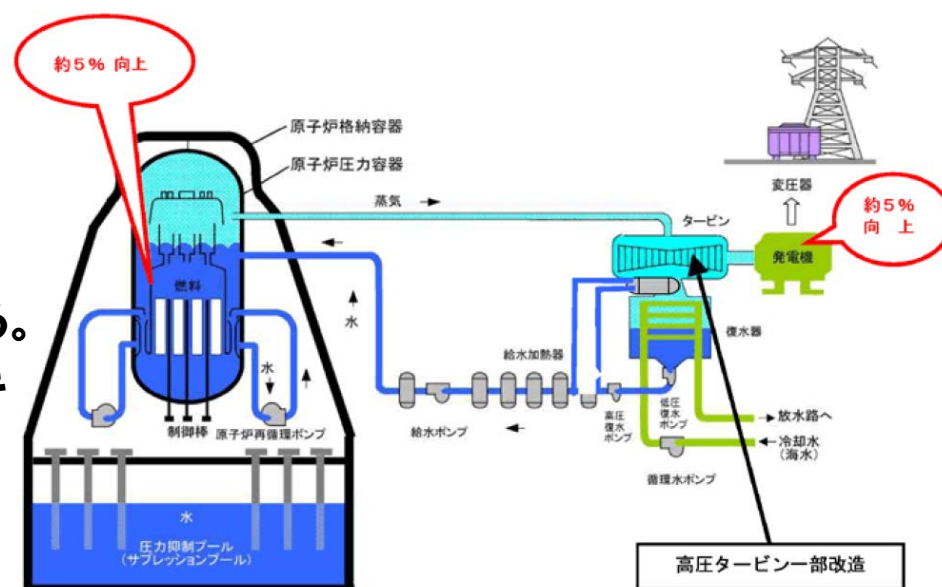 約5% 向上
原子炉格納容器
原子炉圧力容器
蒸気
タービン
変圧器
約5%
向 上
発電機
燃料
水
復水器
給水加熱器
水
制御棒
原子炉再循環ポンプ
給水ポンプ
高圧
復水
ポンプ
低圧
復水
ポンプ
放水路へ
冷却水
(海水)
循環水ポンプ
水
圧力抑制プール
(サプレッションプール)
高圧タービン一部改造
。